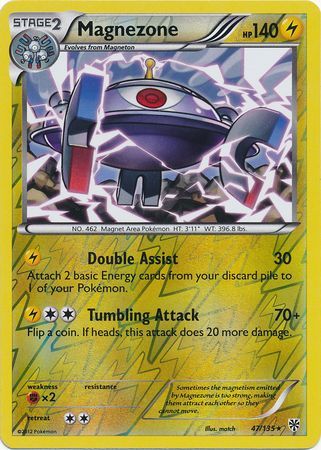 STAGE2
Magnezone
HP140
Evolves from Magneton
NO. 462 Magnet Area Pokémon HT: 3'11" WT: 396.8 lbs.
Double Assist 30
Attach 2 basic Energy cards from your discard pile to
1 of your Pokémon.
Tumbling Attack 70+
Flip a coin. If heads, this attack does 20 more damage.
weakness resistance
×2
retreat
Sometimes the magnetism emitted
by Magnezone is too strong, making
them attract each other so they
cannot move.
©2012 Pokémon
Illus. match
47/135★